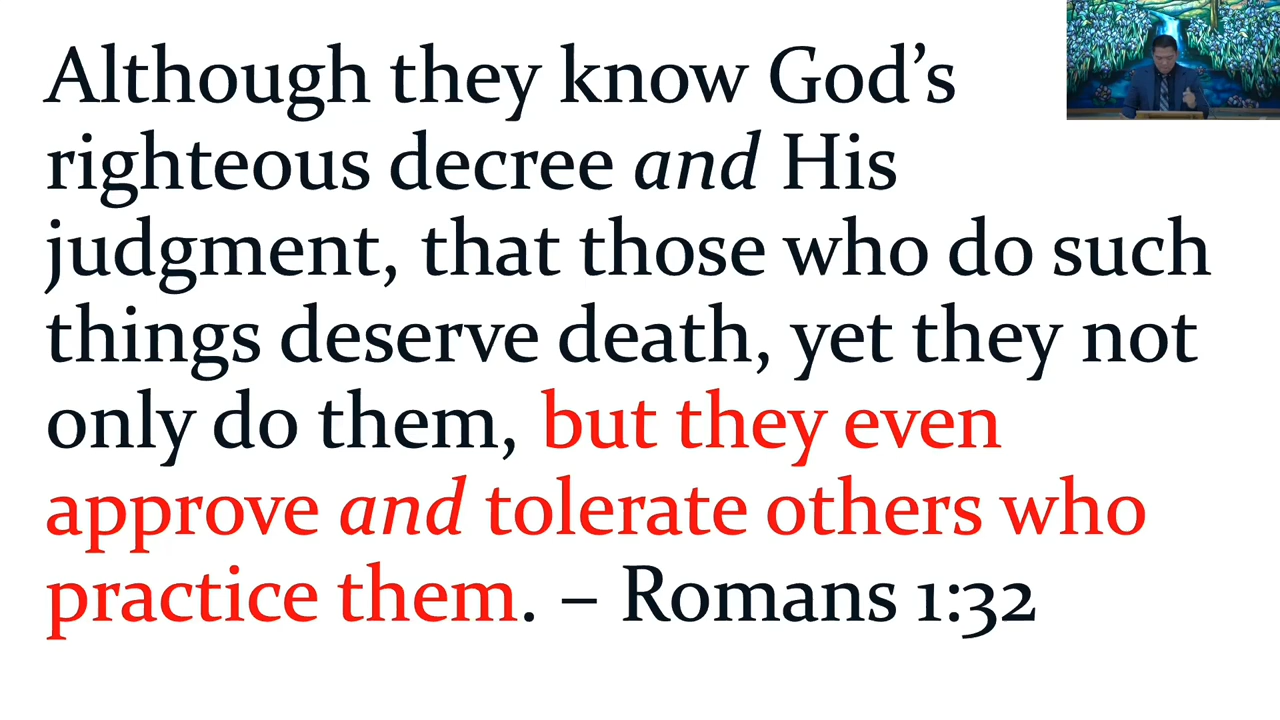 Although they know God’s
righteous decree and His
judgment, that those who do such
things deserve death, yet they not
only do them, but they even
approve and tolerate others who
practice them. – Romans 1:32